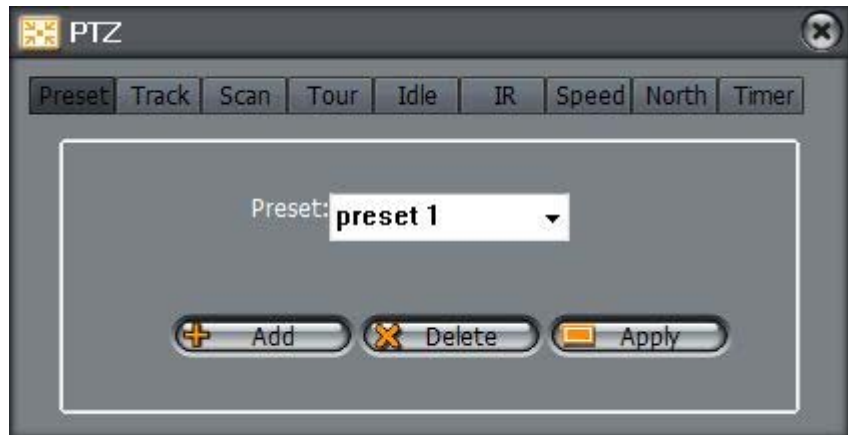 PTZ
Preset Track Scan Tour Idle IR Speed North Timer
Preset: preset 1
Add Delete Apply